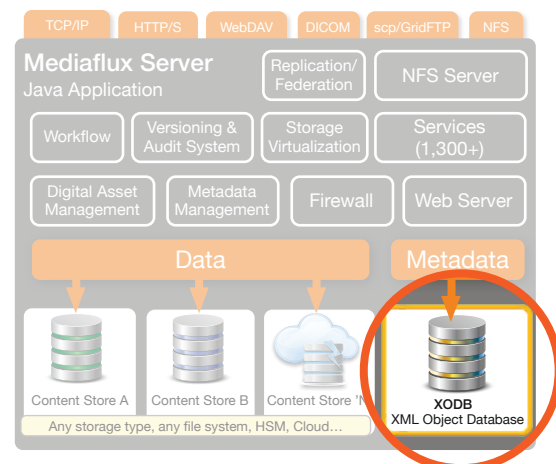 TCP/IP
HTTP/S
WebDAV
DICOM
scp/GridFTP
NFS
Mediaflux Server
Java Application
Replication/
Federation
NFS Server
Workflow
Versioning &
Audit System
Storage
Virtualization
Services
(1,300+)
Digital Asset
Management
Metadata
Management
Firewall
Web Server
Data
Metadata
Content Store A
Content Store B
Content Store 'N
XODB
XML Object Database
Any storage type, any file system, HSM, Cloud…